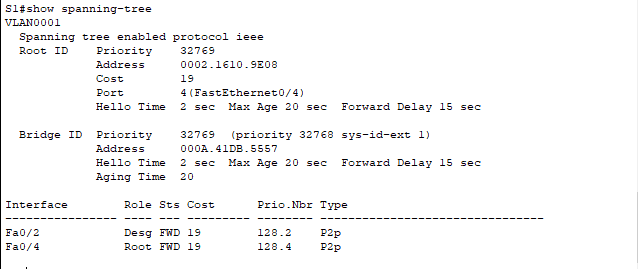 S1#show spanning-tree
VLAN0001
Spanning tree enabled protocol ieee
Root ID Priority 32769
Address 0002.1610.9E08
Cost 19
Port 4(FastEthernet0/4)
Hello Time 2 sec Max Age 20 sec Forward Delay 15 sec
Bridge ID Priority 32769 (priority 32768 sys-id-ext 1)
Address 000A.41DB.5557
Hello Time 2 sec Max Age 20 sec Forward Delay 15 sec
Aging Time 20
Interface Role Sts Cost Prio.Nbr Type
---------------- ---- --- --------- -------- --------------------------------
Fa0/2 Desg FWD 19 128.2 P2p
Fa0/4 Root FWD 19 128.4 P2p